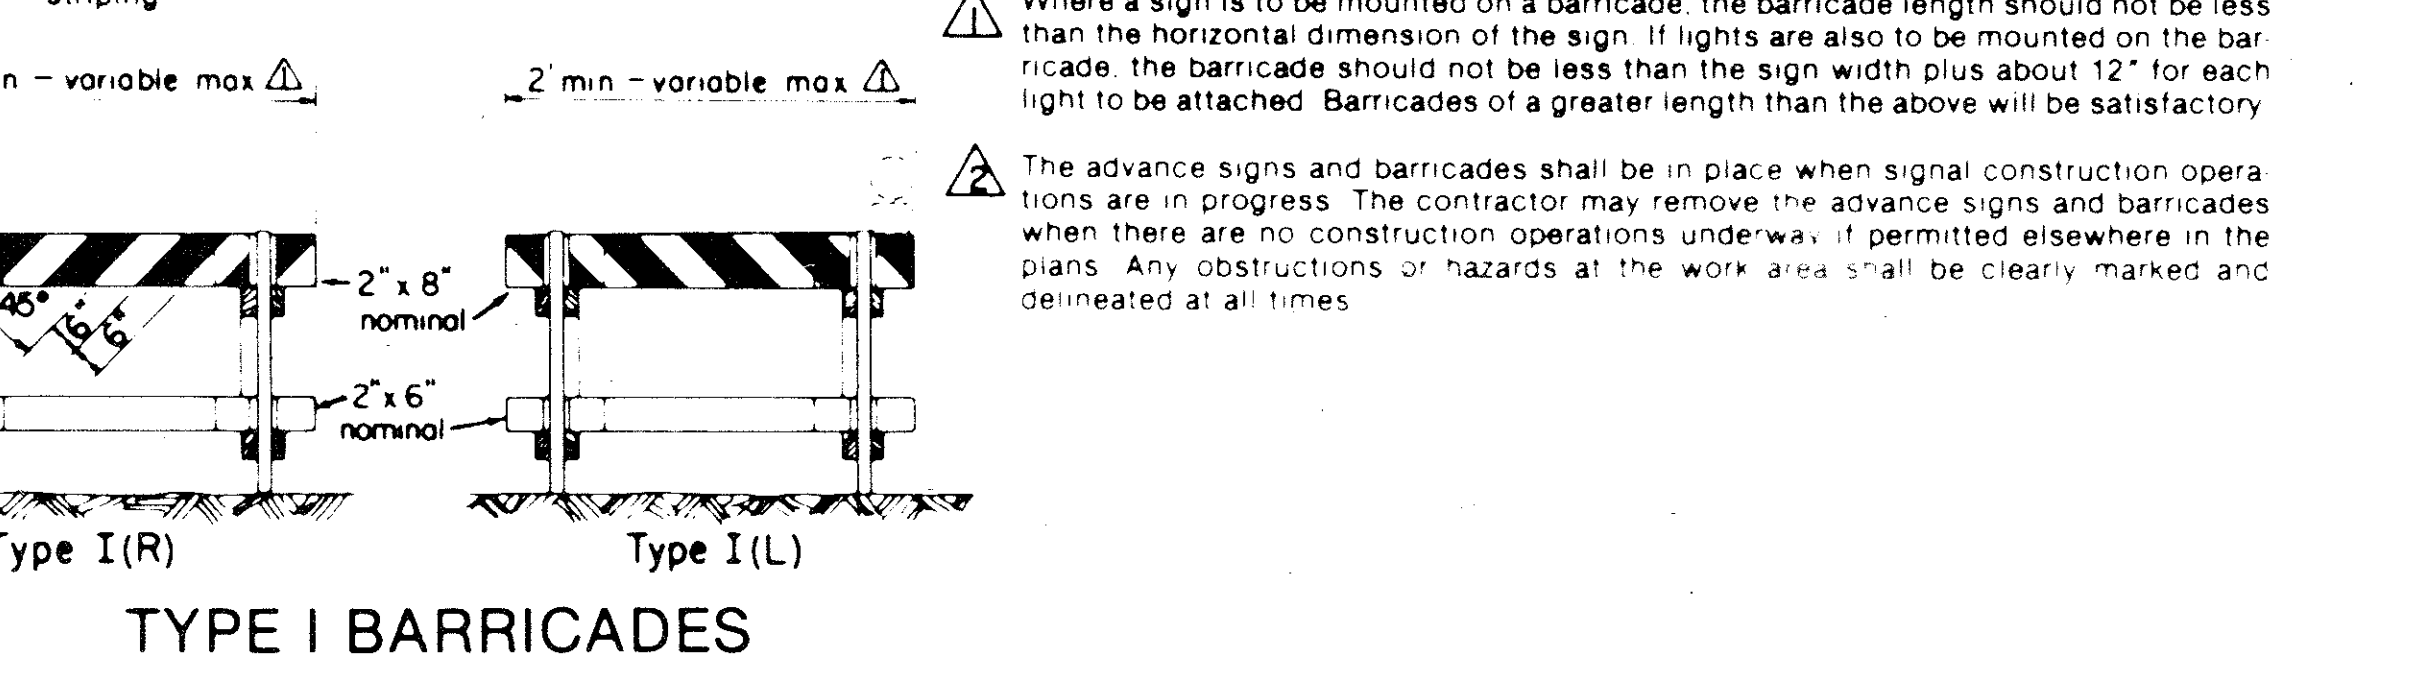 striping
n - variable max 1
2' min - variable max 1
1 Where a sign is to be mounted on a barricade, the barricade length should not be less
than the horizontal dimension of the sign. If lights are also to be mounted on the bar-
ricade, the barricade should not be less than the sign width plus about 12" for each
light to be attached Barricades of a greater length than the above will be satisfactory
2 The advance signs and barricades shall be in place when signal construction opera-
tions are in progress The contractor may remove the advance signs and barricades
when there are no construction operations underway if permitted elsewhere in the
plans Any obstructions or hazards at the work area shall be clearly marked and
delineated at all times
45°
6"
6"
2" x 8"
nominal
2" x 6"
nominal
Type I (R)
Type I (L)
TYPE I BARRICADES